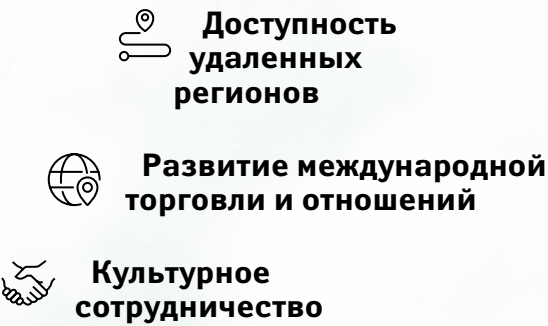 Доступность
удаленных
регионов
Развитие международной
торговли и отношений
Культурное
сотрудничество